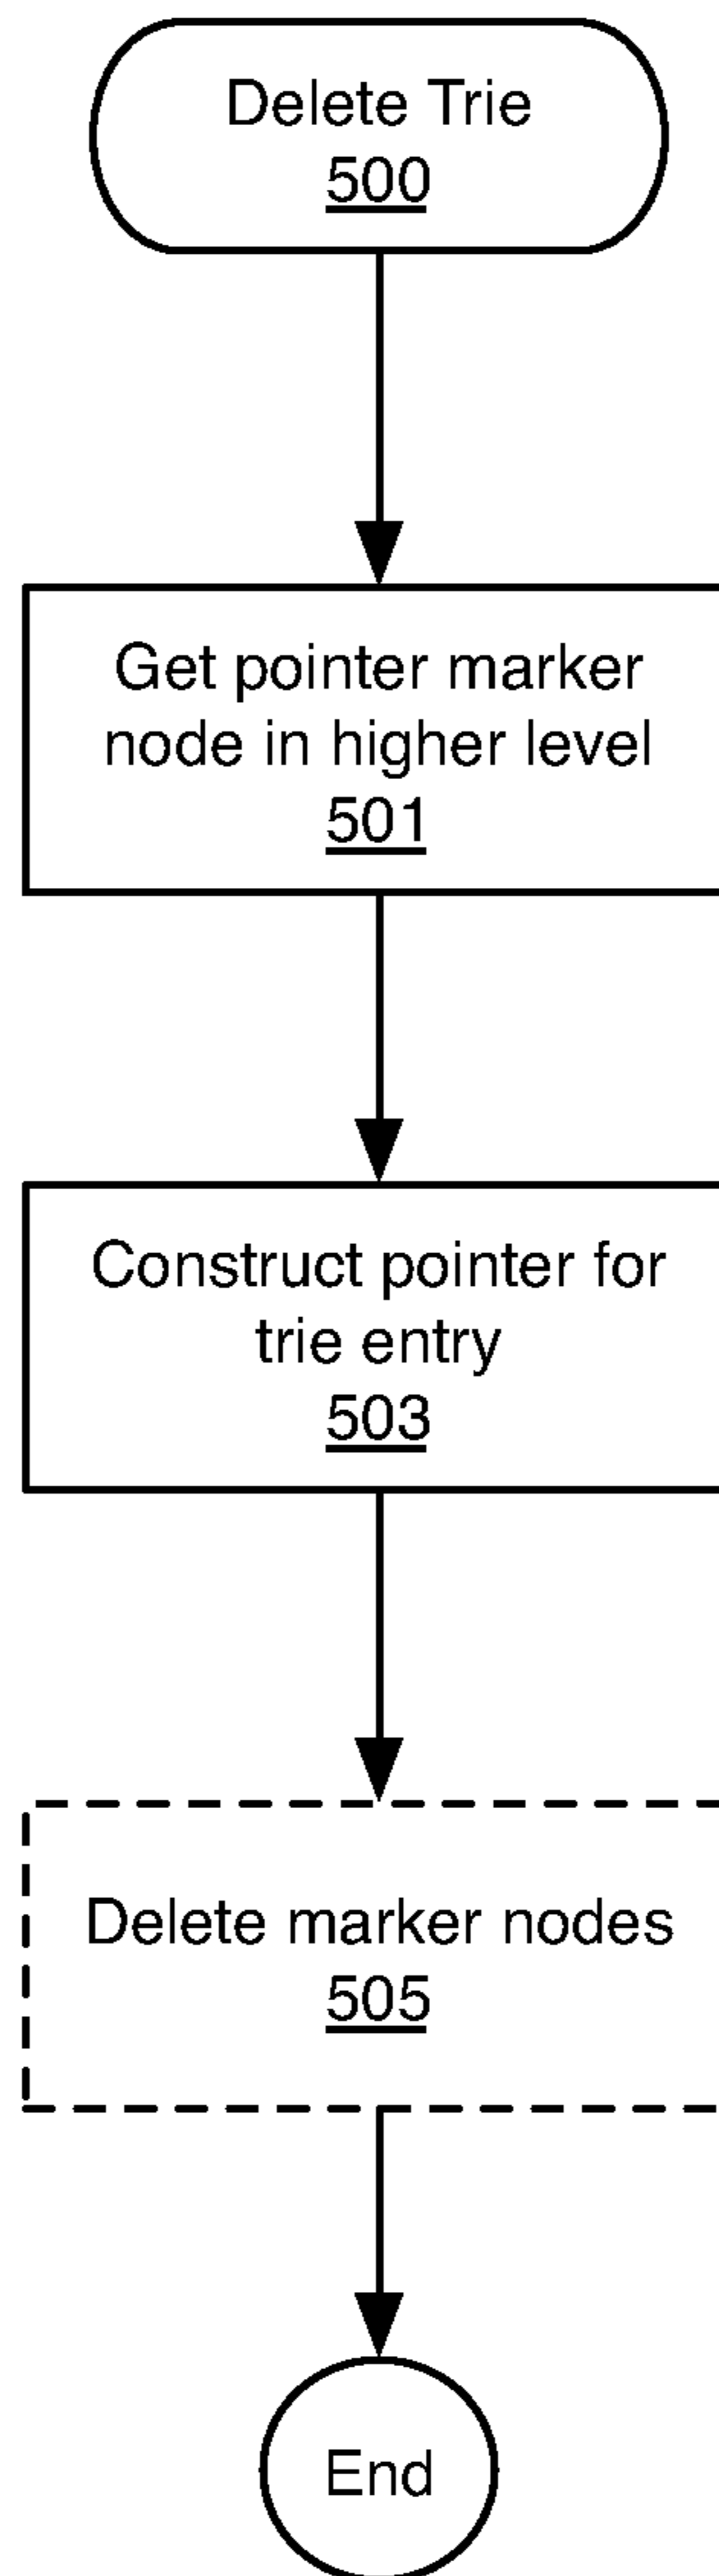 Delete Trie
500
Get pointer marker
node in higher level
501
Construct pointer for
trie entry
503
Delete marker nodes
505
End